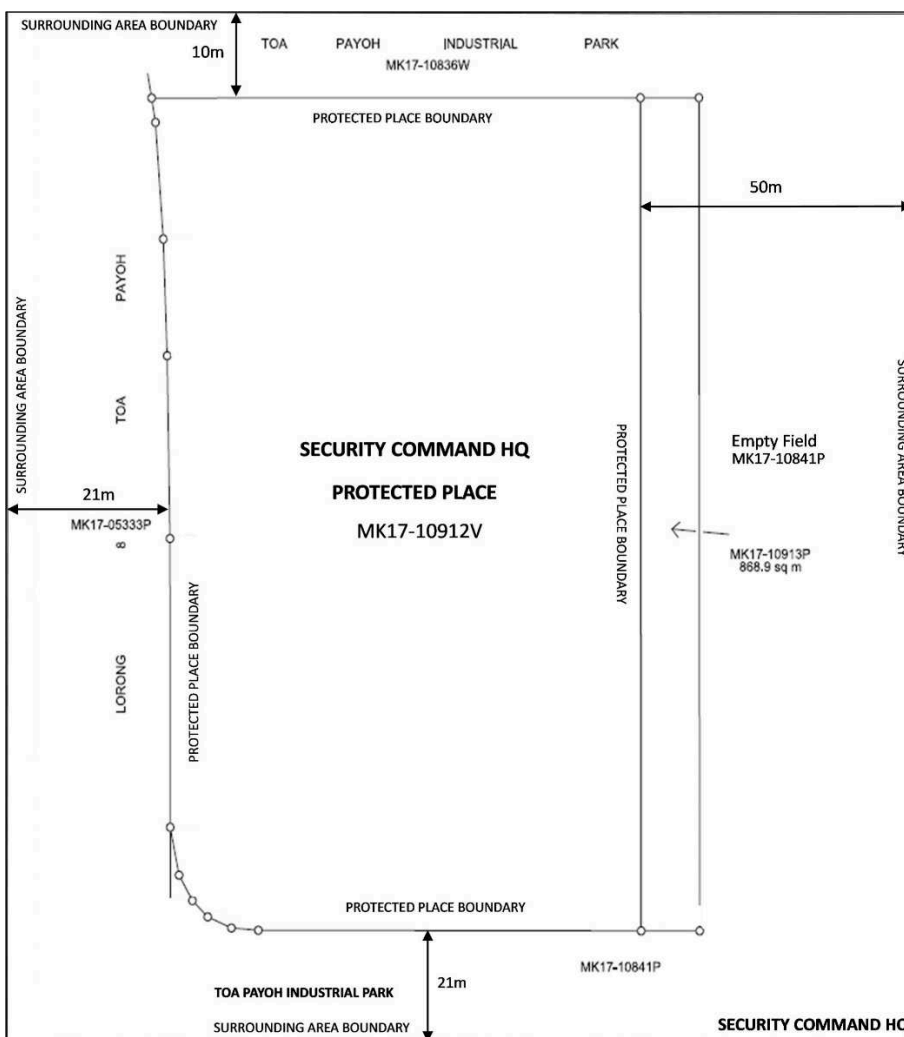 SURROUNDING AREA BOUNDARY
10m
TOA PAYOH INDUSTRIAL PARK
MK17-10836W
PROTECTED PLACE BOUNDARY
50m
LORONG 8 TOA PAYOH
SURROUNDING AREA BOUNDARY
21m
MK17-05333P
PROTECTED PLACE BOUNDARY
SECURITY COMMAND HQ
PROTECTED PLACE
MK17-10912V
PROTECTED PLACE BOUNDARY
Empty Field
MK17-10841P
SURROUNDING AREA BOUNDARY
MK17-10913P
868.9 sq m
PROTECTED PLACE BOUNDARY
21m
MK17-10841P
TOA PAYOH INDUSTRIAL PARK
SURROUNDING AREA BOUNDARY
SECURITY COMMAND HQ